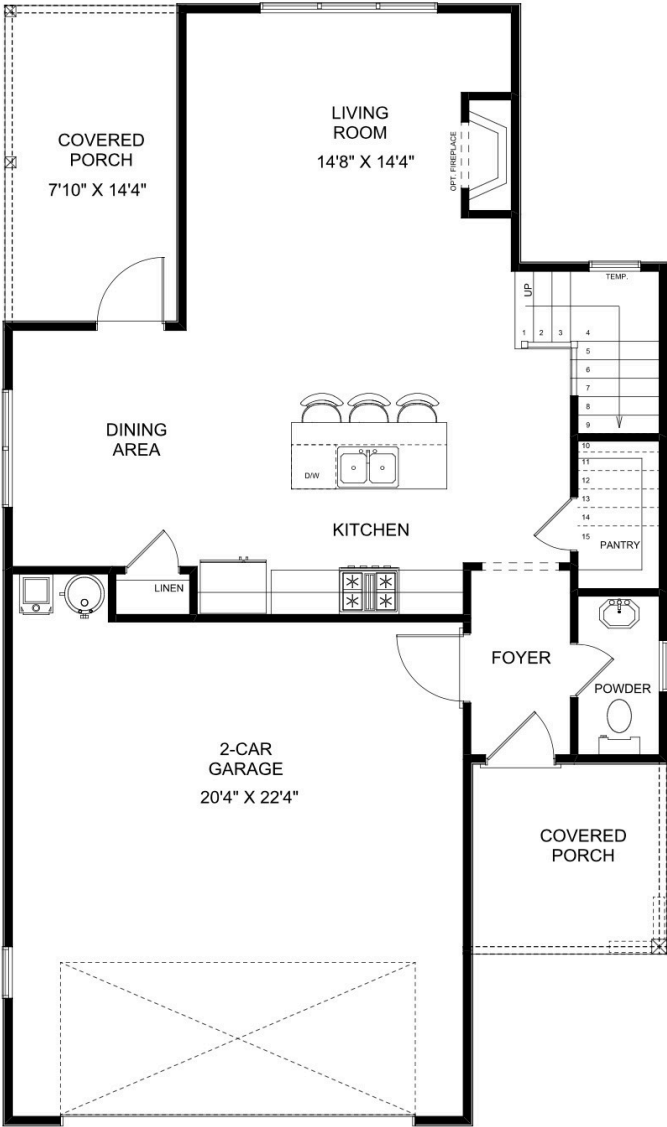 COVERED
PORCH
7'10" X 14'4"
LIVING
ROOM
14'8" X 14'4"
OPT. FIREPLACE
TEMP.
UP
1 2 3 4
5
6
7
8
9
10
11
12
13
14
15
DINING
AREA
D/W
KITCHEN
PANTRY
LINEN
FOYER
POWDER
2-CAR
GARAGE
20'4" X 22'4"
COVERED
PORCH